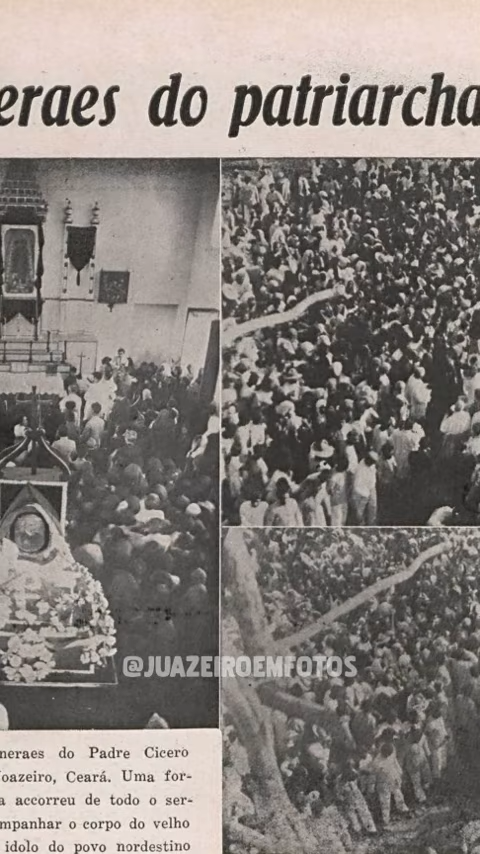 eraes do patriarcha
@JUAZEIROEMFOTOS
neraes do Padre Cicero
oazeiro, Ceará. Uma for-
a accorreu de todo o ser-
mpanhar o corpo do velho
idolo do povo nordestino